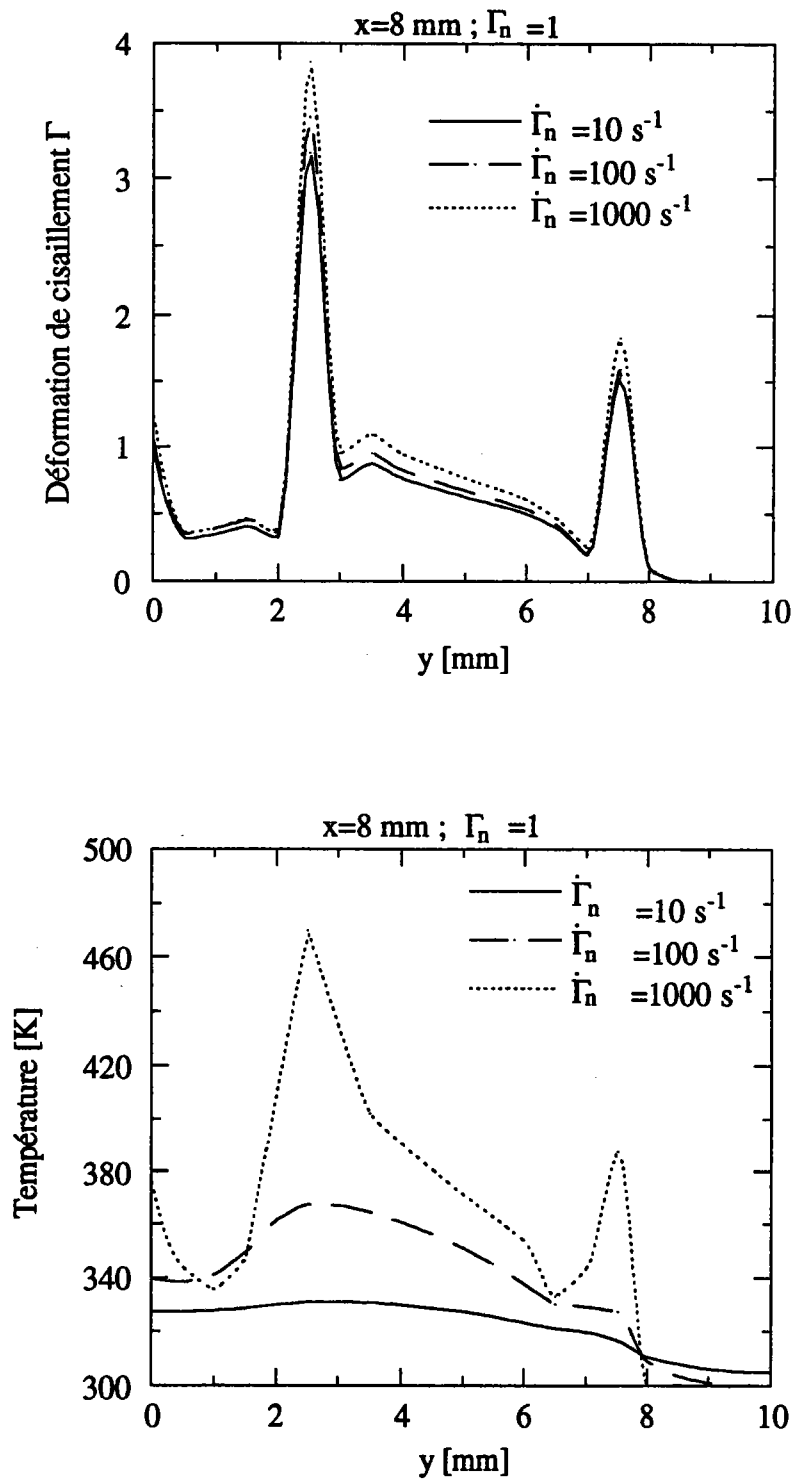 x=8 mm ; Γn =1
4
3
2
1
0
Déformation de cisaillement Γ
Γ̇n =10 s-1
Γ̇n =100 s-1
Γ̇n =1000 s-1
0 2 4 6 8 10
y [mm]
x=8 mm ; Γn =1
500
460
420
380
340
300
Température [K]
Γ̇n =10 s-1
Γ̇n =100 s-1
Γ̇n =1000 s-1
0 2 4 6 8 10
y [mm]